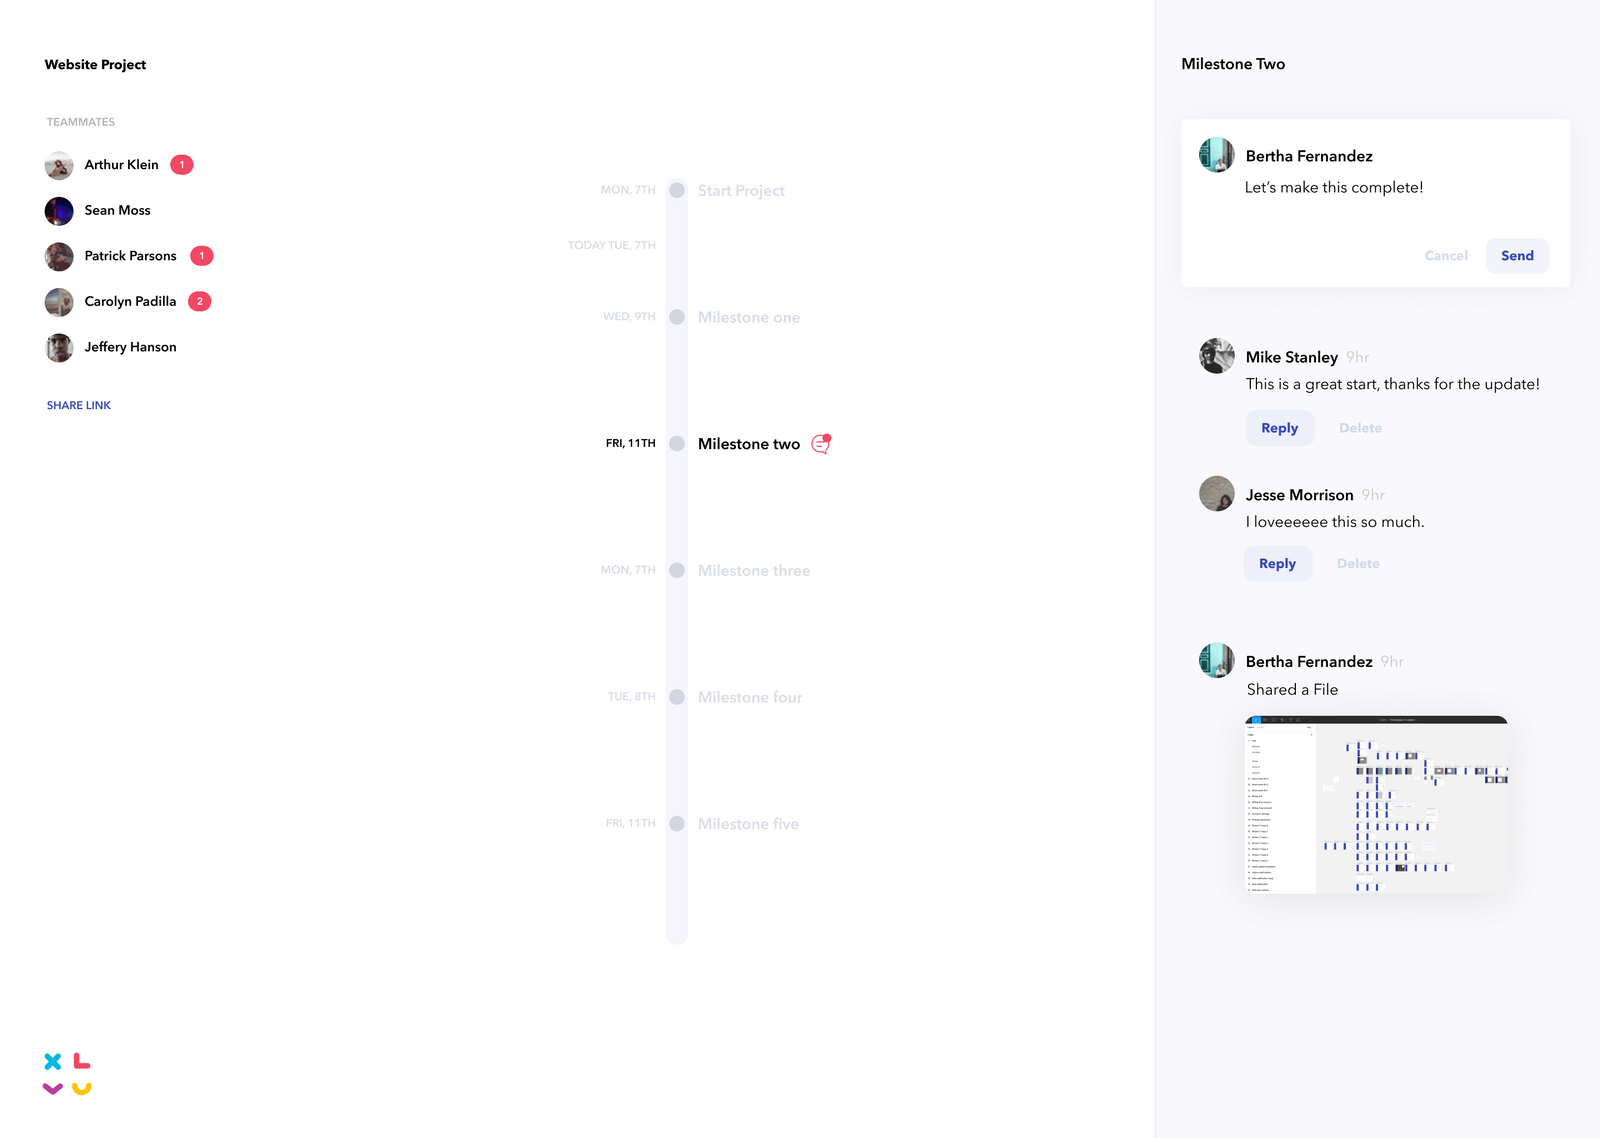 Website Project
TEAMMATES
Arthur Klein 1
Sean Moss
Patrick Parsons 1
Carolyn Padilla 2
Jeffery Hanson
SHARE LINK
MON, 7TH Start Project
TODAY TUE, 7TH
WED, 9TH Milestone one
FRI, 11TH Milestone two
MON, 7TH Milestone three
TUE, 8TH Milestone four
FRI, 11TH Milestone five
Milestone Two
Bertha Fernandez
Let's make this complete!
Cancel Send
Mike Stanley 9hr
This is a great start, thanks for the update!
Reply Delete
Jesse Morrison 9hr
I loveeeeee this so much.
Reply Delete
Bertha Fernandez 9hr
Shared a File